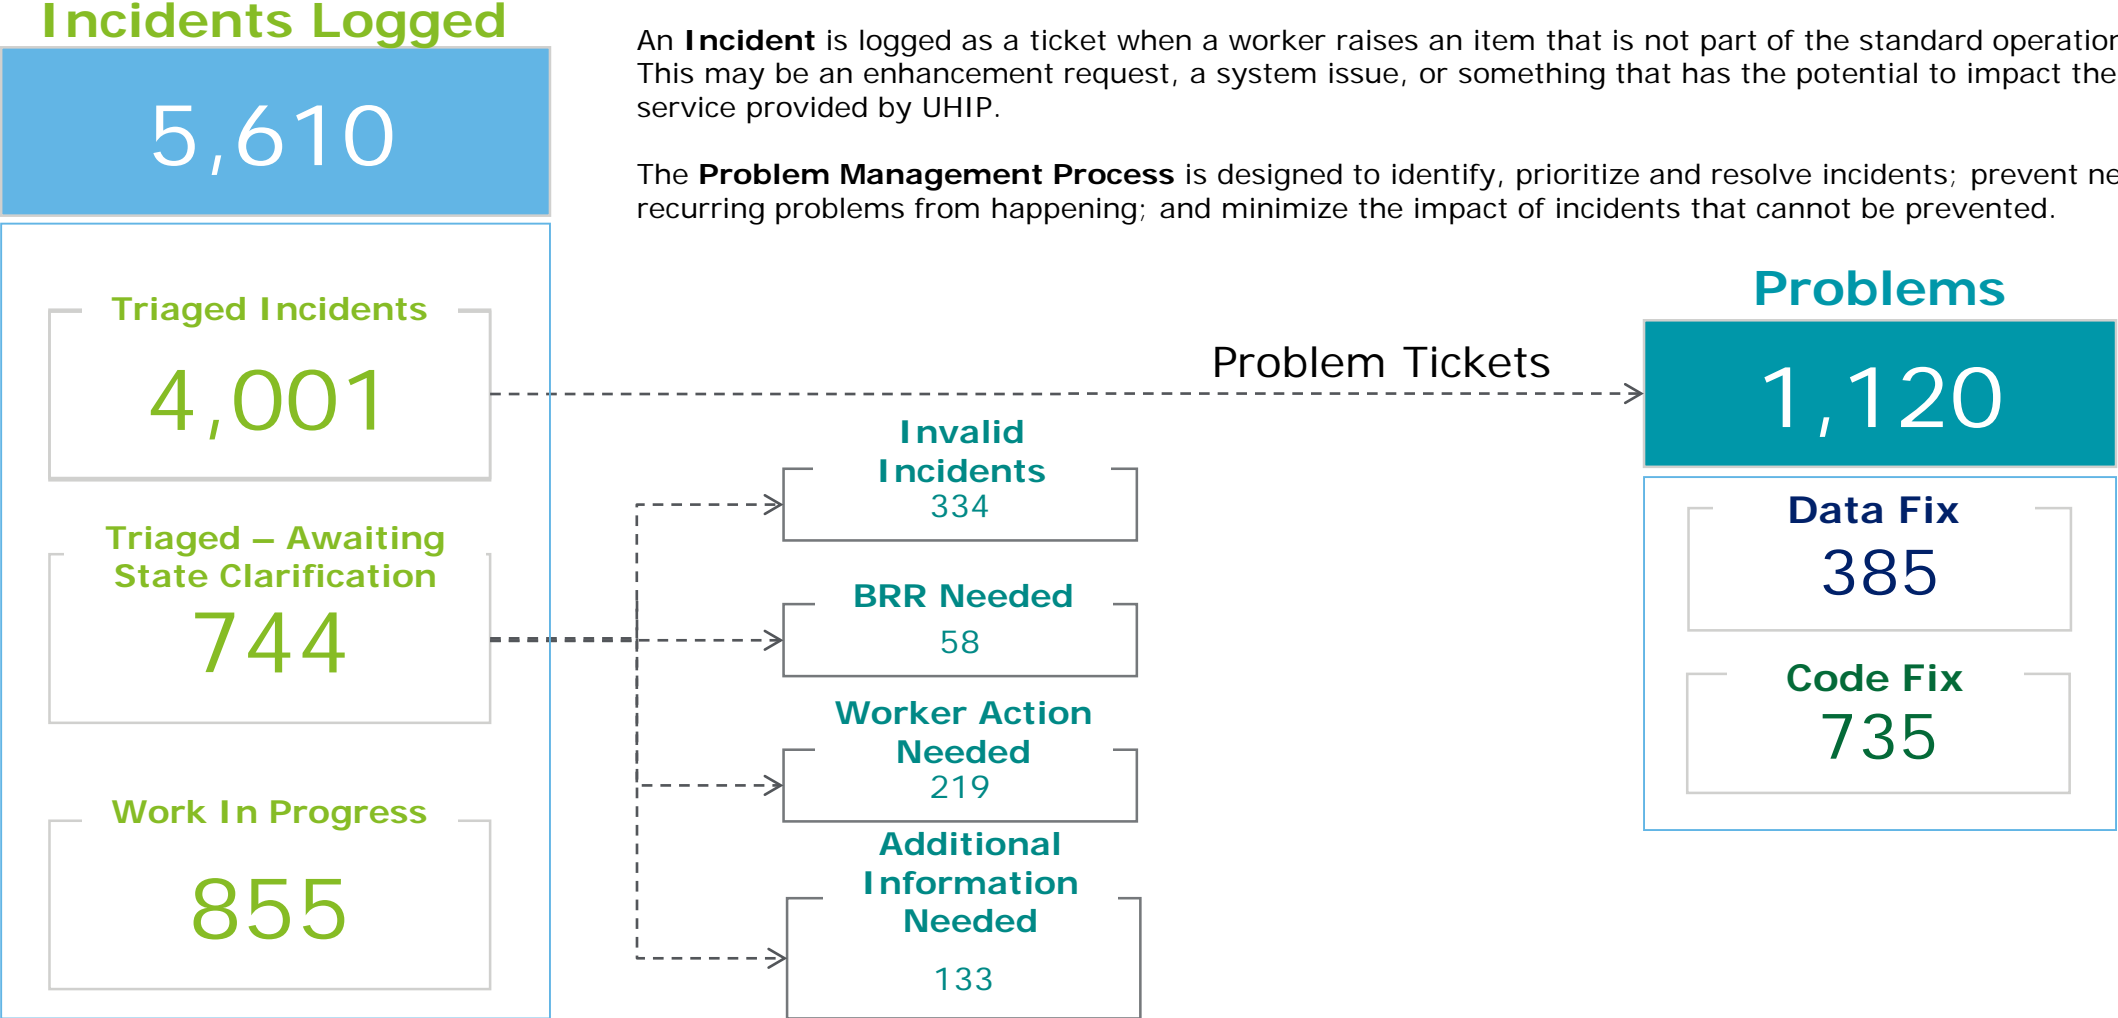 Incidents Logged
5,610
An Incident is logged as a ticket when a worker raises an item that is not part of the standard operation
This may be an enhancement request, a system issue, or something that has the potential to impact the
service provided by UHIP.
The Problem Management Process is designed to identify, prioritize and resolve incidents; prevent
recurring problems from happening; and minimize the impact of incidents that cannot be prevented.
Triaged Incidents
4,001
Triaged – Awaiting
State Clarification
744
Work In Progress
855
Problem Tickets
Invalid
Incidents
334
BRR Needed
58
Worker Action
Needed
219
Additional
Information
Needed
133
Problems
1,120
Data Fix
385
Code Fix
735